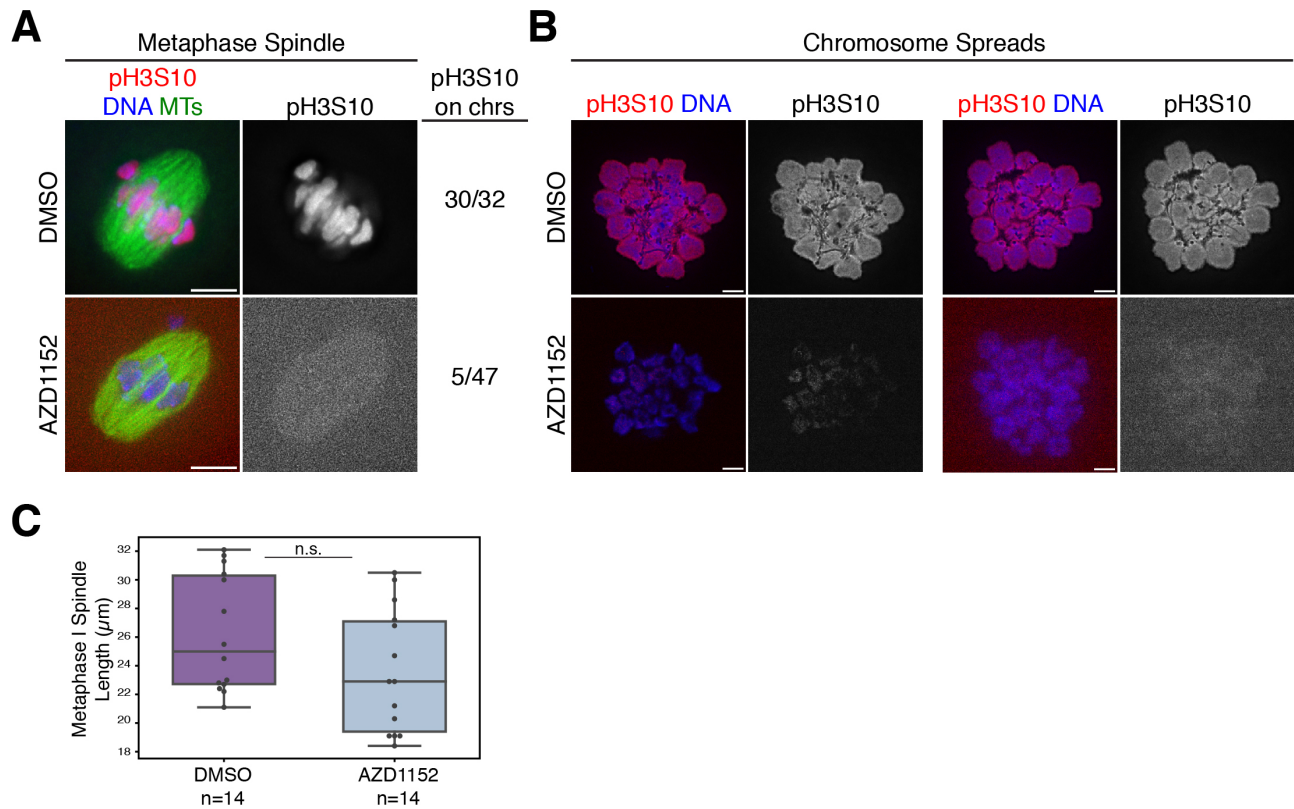 A
Metaphase Spindle
pH3S10
DNA MTs
pH3S10
pH3S10
on chrs
DMSO
30/32
AZD1152
5/47
B
Chromosome Spreads
pH3S10 DNA
pH3S10
pH3S10 DNA
pH3S10
DMSO
AZD1152
C
Metaphase I Spindle
Length (µm)
32
30
28
26
24
22
20
18
n.s.
DMSO
n=14
AZD1152
n=14